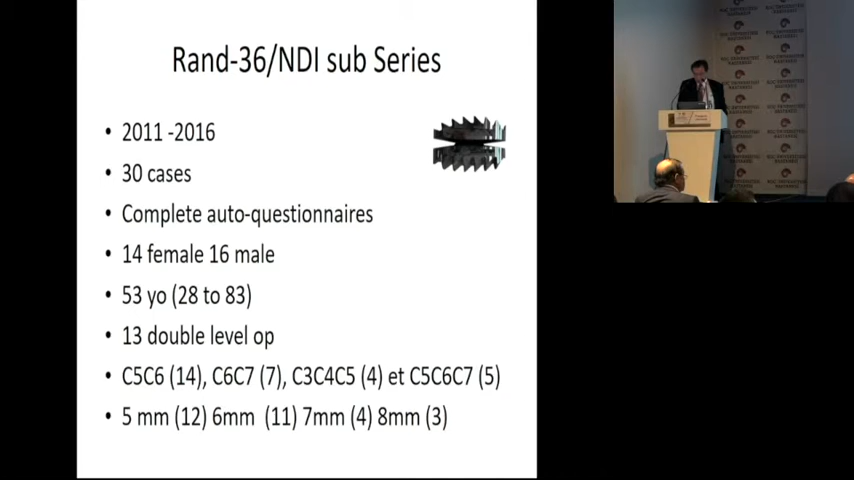 Rand-36/NDI sub Series
• 2011 -2016
• 30 cases
• Complete auto-questionnaires
• 14 female 16 male
• 53 yo (28 to 83)
• 13 double level op
• C5C6 (14), C6C7 (7), C3C4C5 (4) et C5C6C7 (5)
• 5 mm (12) 6mm  (11) 7mm (4) 8mm (3)